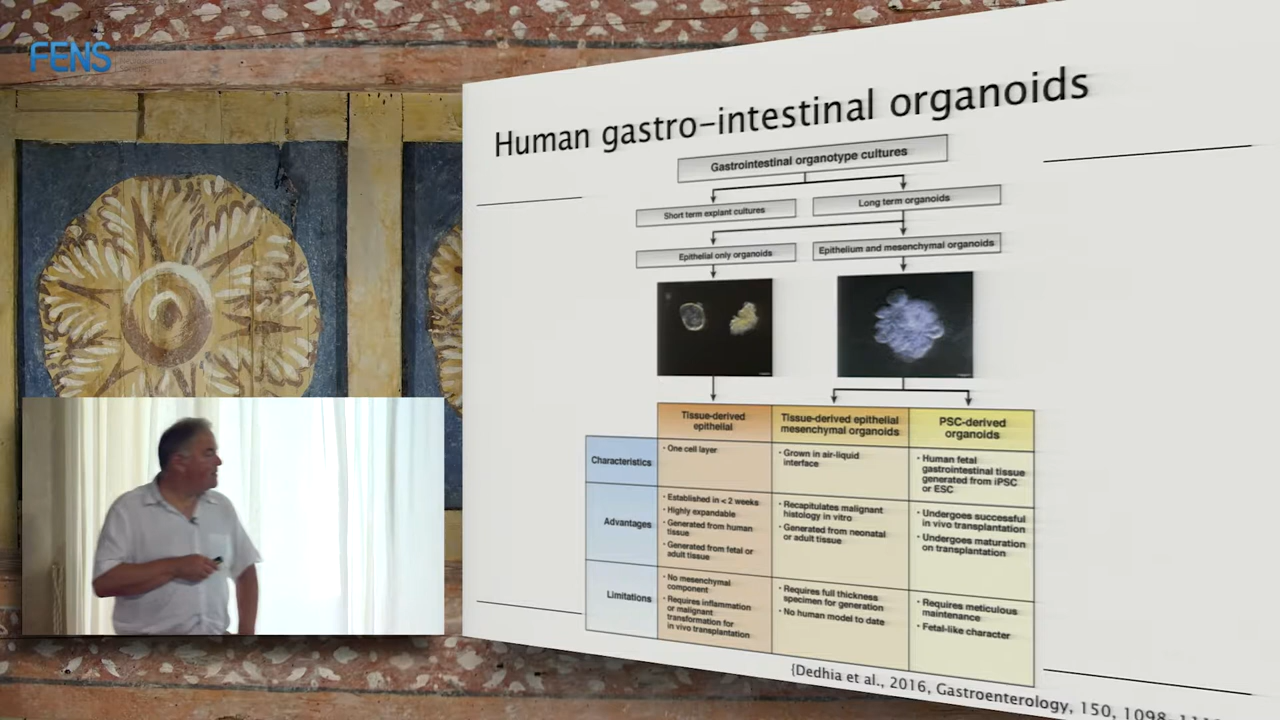 FENS
Human gastro-intestinal organoids
Gastrointestinal organotype cultures
Short term explant cultures
Long term organoids
Epithelial only organoids
Epithelium and mesenchymal organoids
Tissue-derived
epithelial
Tissue-derived epithelial
mesenchymal organoids
PSC-derived
organoids
Characteristics
• One cell layer
• Grown in air-liquid
interface
• Human fetal
gastrointestinal tissue
generated from iPSC
or ESC
Advantages
• Established in < 2 weeks
• Highly expandable
• Generated from human
tissue
• Generated from fetal or
adult tissue
• Recapitulates malignant
histology in vitro
• Generated from neonatal
or adult tissue
• Undergoes successful
in vivo transplantation
• Undergoes maturation
on transplantation
Limitations
• No mesenchymal
component
• Requires inflammation
or malignant
transformation for
in vivo transplantation
• Requires full thickness
specimen for generation
• No human model to date
• Requires meticulous
maintenance
• Fetal-like character
{Dedhia et al., 2016, Gastroenterology, 150, 1098-